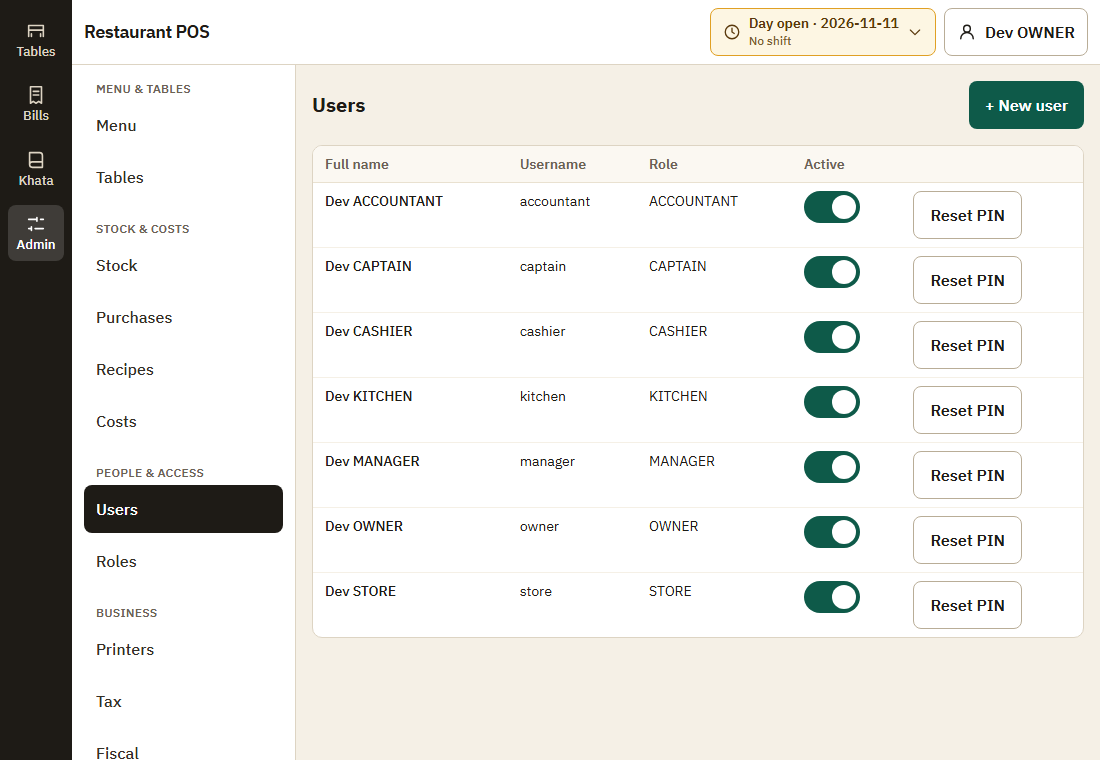 Tables
Bills
Khata
Admin
Restaurant POS
Day open · 2026-11-11
No shift
Dev OWNER
MENU & TABLES
Menu
Tables
STOCK & COSTS
Stock
Purchases
Recipes
Costs
PEOPLE & ACCESS
Users
Roles
BUSINESS
Printers
Tax
Fiscal
Users
+ New user
Full name Username Role Active
Dev ACCOUNTANT accountant ACCOUNTANT Reset PIN
Dev CAPTAIN captain CAPTAIN Reset PIN
Dev CASHIER cashier CASHIER Reset PIN
Dev KITCHEN kitchen KITCHEN Reset PIN
Dev MANAGER manager MANAGER Reset PIN
Dev OWNER owner OWNER Reset PIN
Dev STORE store STORE Reset PIN